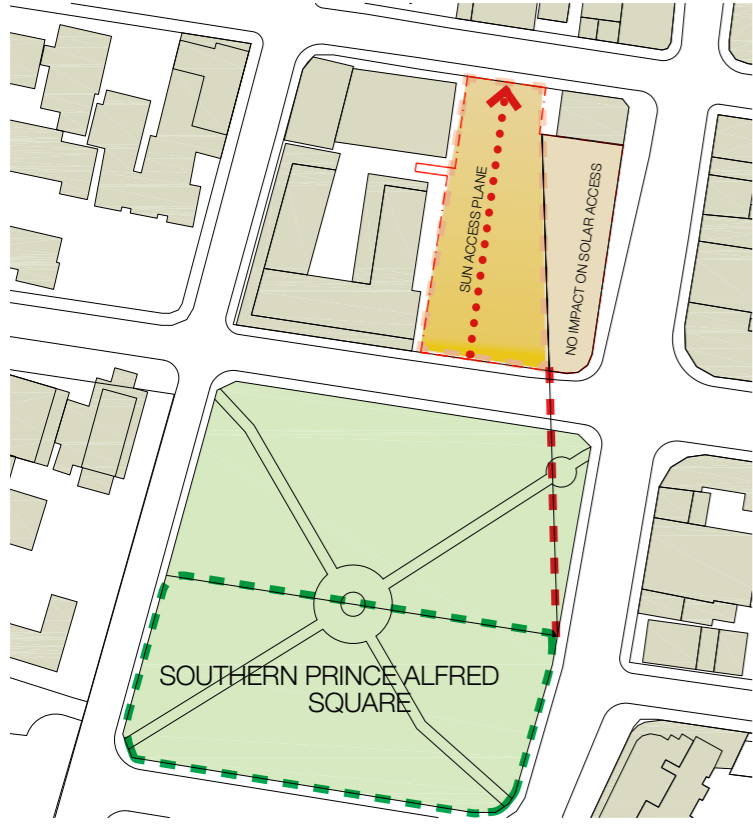 SUN ACCESS PLANE
NO IMPACT ON SOLAR ACCESS
SOUTHERN PRINCE ALFRED
SQUARE